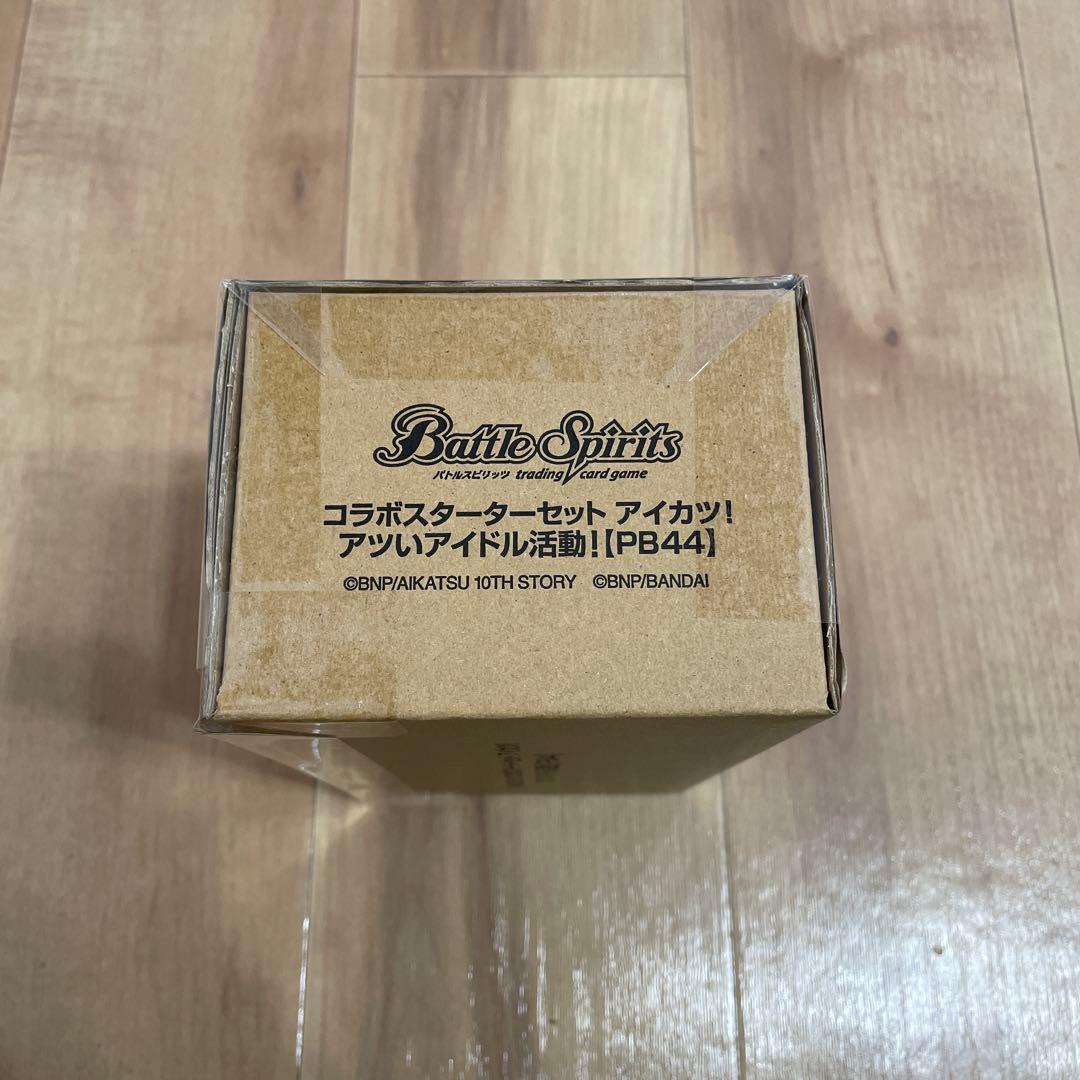 Battle Spirits
バトルスピリッツ trading card game
コラボスターターセット アイカツ!
アツいアイドル活動!【PB44】
©BNP/AIKATSU 10TH STORY ©BNP/BANDAI